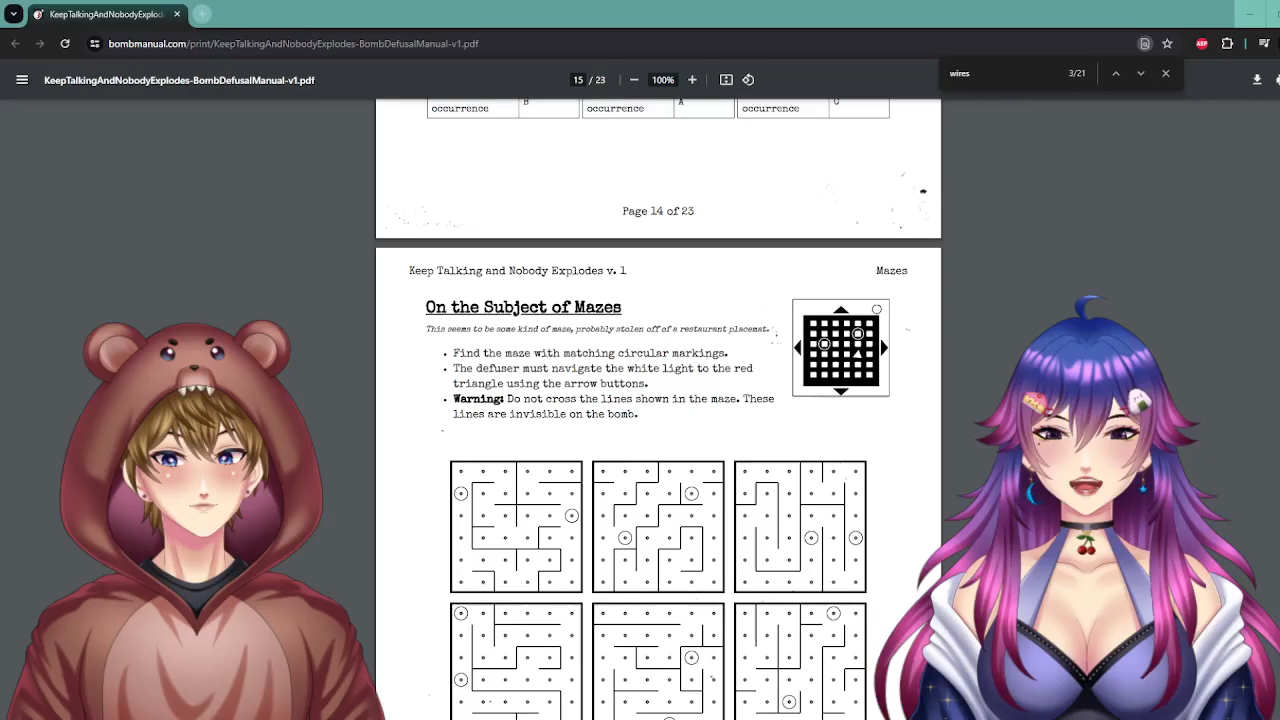 KeepTalkingAndNobodyExplodes
bombmanual.com/print/KeepTalkingAndNobodyExplodes-BombDefusalManual-v1.pdf
ABP
KeepTalkingAndNobodyExplodes-BombDefusalManual-v1.pdf
15 / 23
100%
wires
3/21
occurrence B occurrence A occurrence C
Page 14 of 23
Keep Talking and Nobody Explodes v. 1
Mazes
On the Subject of Mazes
This seems to be some kind of maze, probably stolen off of a restaurant placemat.
• Find the maze with matching circular markings.
• The defuser must navigate the white light to the red
triangle using the arrow buttons.
• Warning: Do not cross the lines shown in the maze. These
lines are invisible on the bomb.